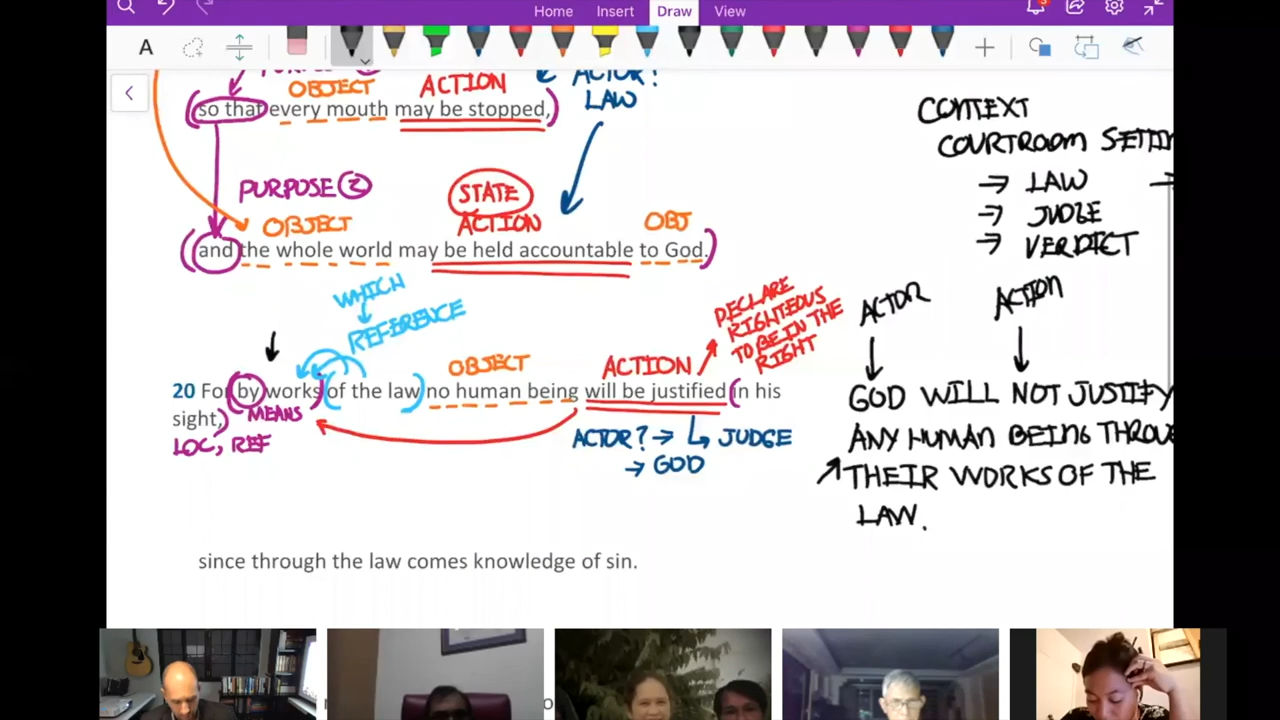 Home Insert Draw View
A
OBJECT ACTION ACTOR?
LAW
(so that every mouth may be stopped,)
PURPOSE 2
STATE
OBJECT ACTION OBJ
(and the whole world may be held accountable to God.)
WHICH
REFERENCE
OBJECT ACTION
DECLARE
RIGHTEOUS
TO BE IN THE
RIGHT
20 For by works) (of the law) no human being will be justified (in his
sight,)
MEANS
LOC, REF
ACTOR? → JUDGE
→ GOD
since through the law comes knowledge of sin.
CONTEXT
COURTROOM SETTIN
→ LAW →
→ JUDGE
→ VERDICT
ACTOR ACTION
GOD WILL NOT JUSTIFY
ANY HUMAN BEING THROU
THEIR WORKS OF THE
LAW.